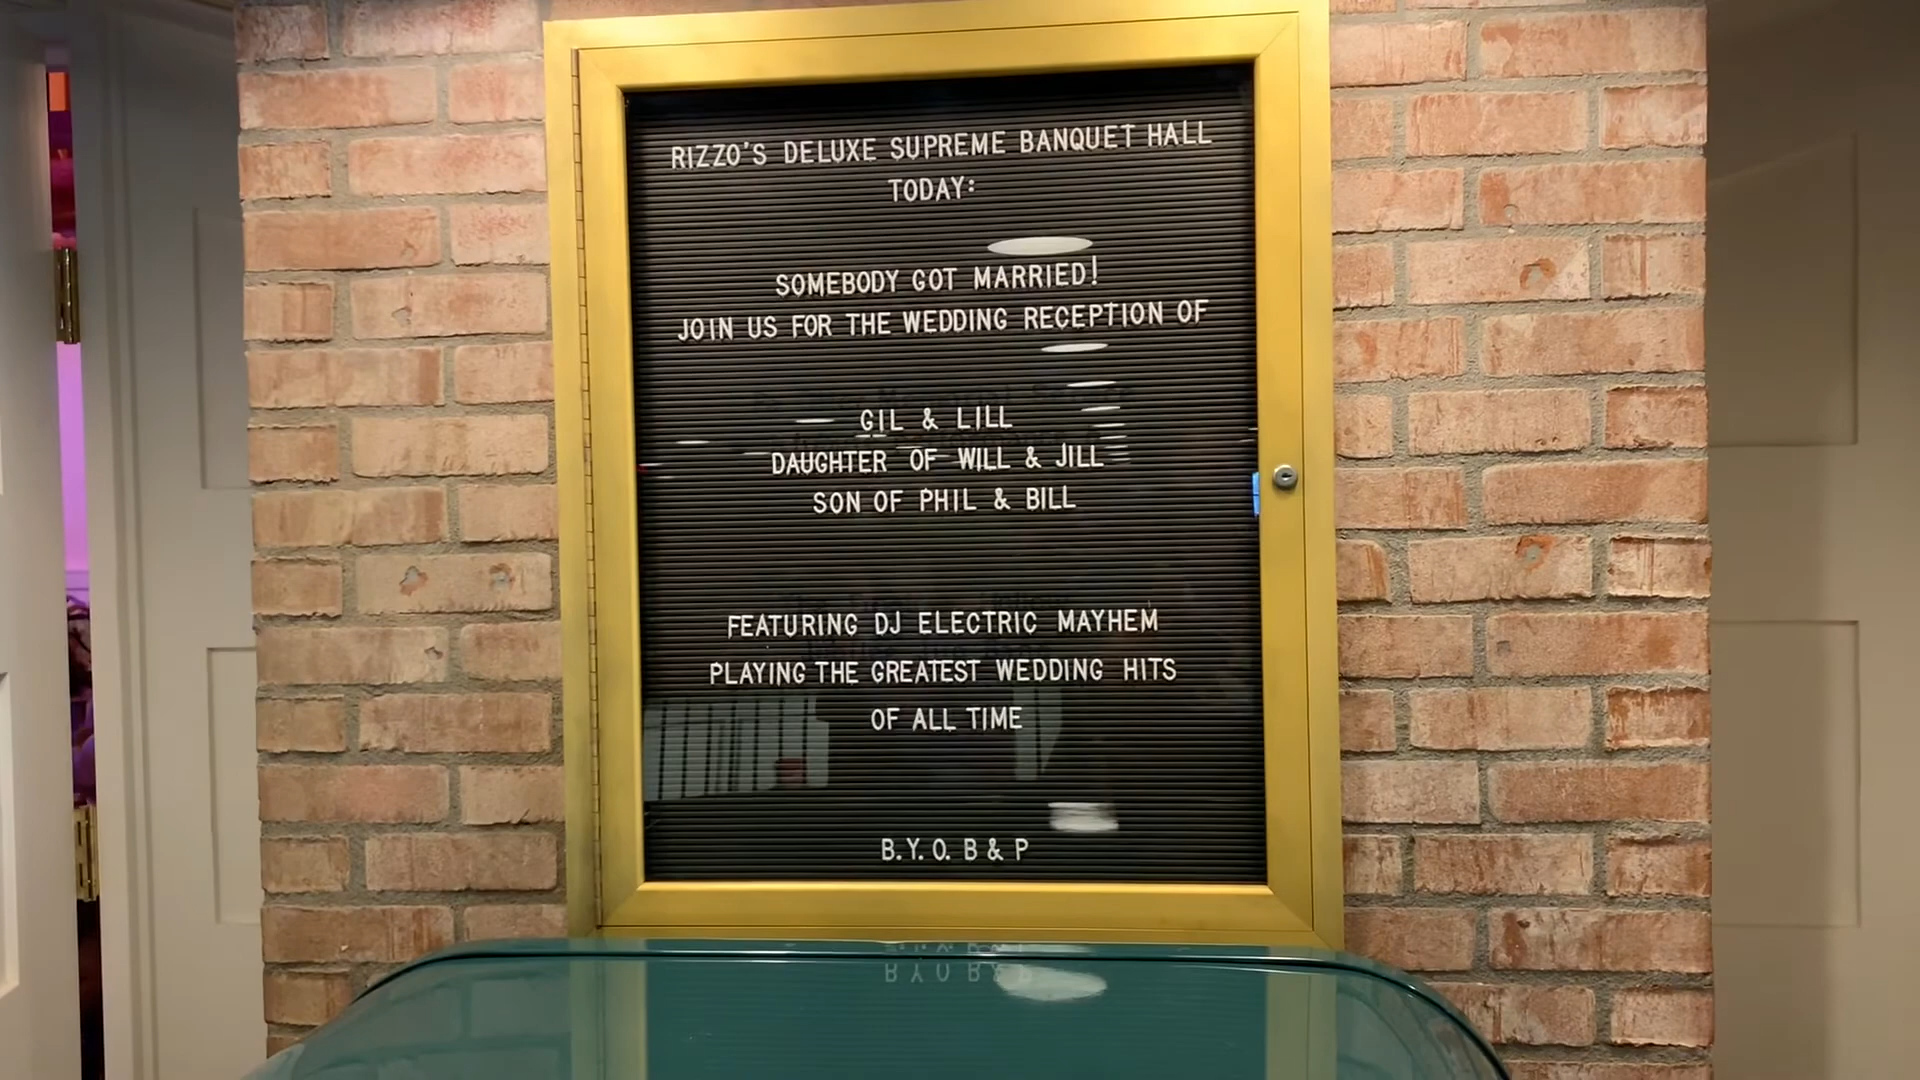 RIZZO'S DELUXE SUPREME BANQUET HALL
TODAY:
SOMEBODY GOT MARRIED!
JOIN US FOR THE WEDDING RECEPTION OF
GIL & LILL
DAUGHTER OF WILL & JILL
SON OF PHIL & BILL
FEATURING DJ ELECTRIC MAYHEM
PLAYING THE GREATEST WEDDING HITS
OF ALL TIME
B.Y.O.B & P